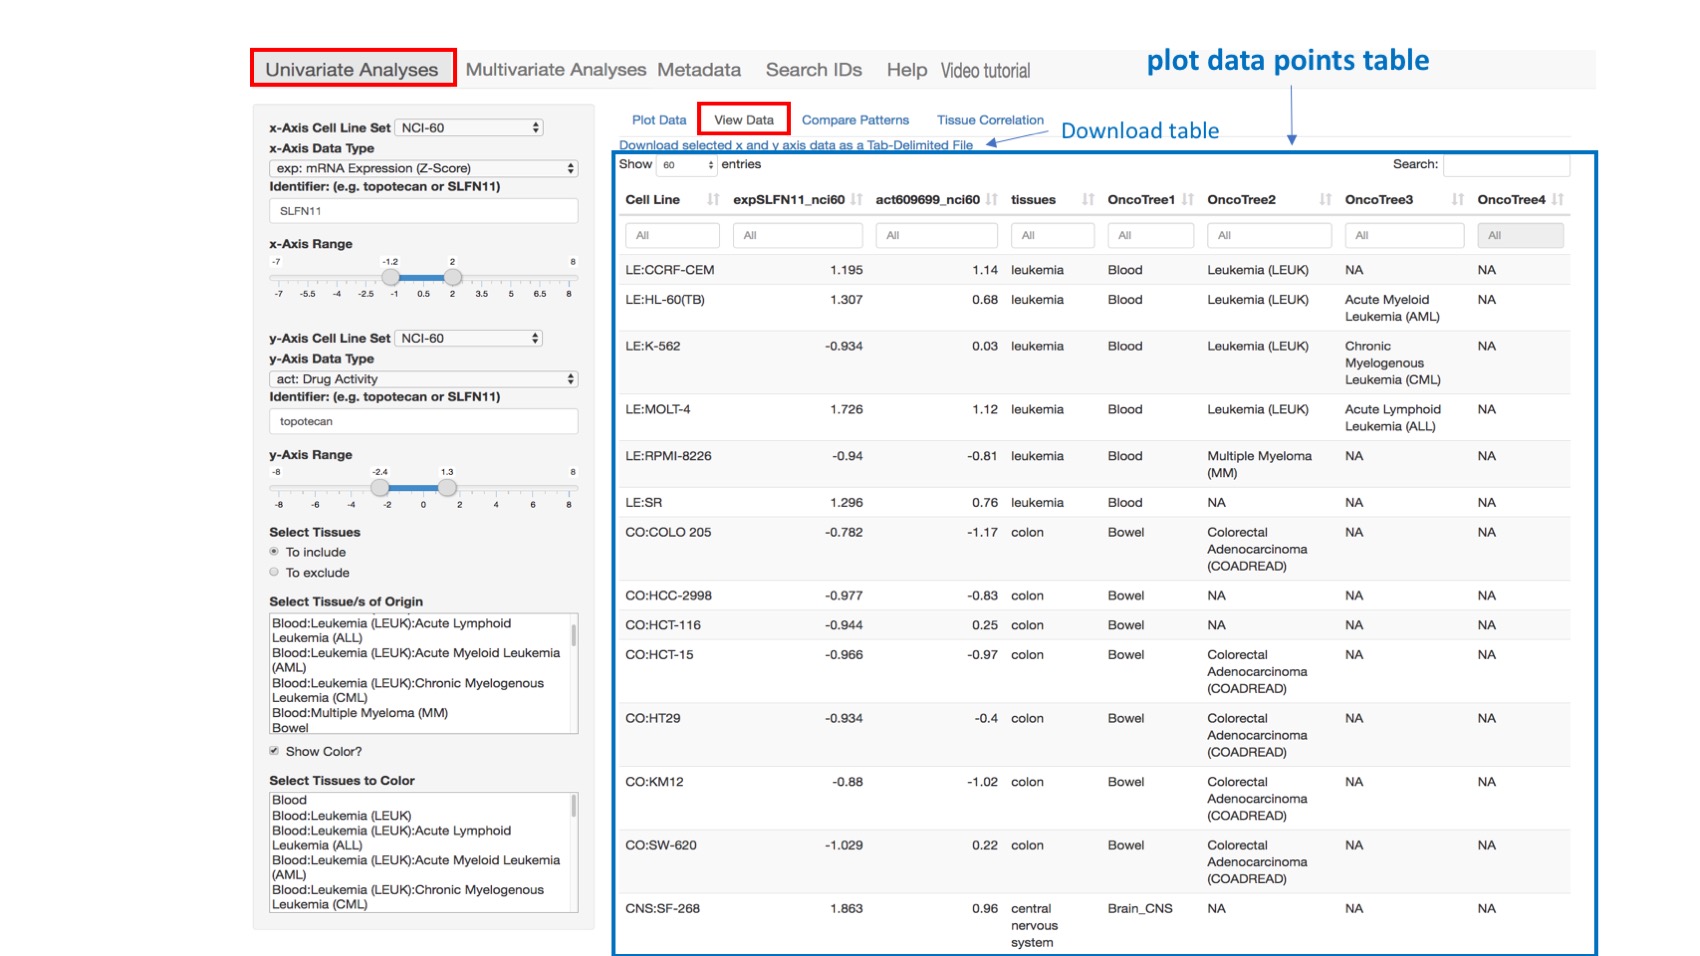 plot data points table
Univariate Analyses Multivariate Analyses Metadata Search IDs Help Video tutorial
x-Axis Cell Line Set NCI-60
x-Axis Data Type
exp: mRNA Expression (Z-Score)
Identifier: (e.g. topotecan or SLFN11)
SLFN11
x-Axis Range
-7 -1.2 2 8
-7 -5.5 -4 -2.5 -1 0.5 2 3.5 5 6.5 8
y-Axis Cell Line Set NCI-60
y-Axis Data Type
act: Drug Activity
Identifier: (e.g. topotecan or SLFN11)
topotecan
y-Axis Range
-8 -2.4 1.3 8
-8 -6 -4 -2 0 2 4 6 8
Select Tissues
To include
To exclude
Select Tissue/s of Origin
Blood:Leukemia (LEUK):Acute Lymphoid
Leukemia (ALL)
Blood:Leukemia (LEUK):Acute Myeloid Leukemia
(AML)
Blood:Leukemia (LEUK):Chronic Myelogenous
Leukemia (CML)
Blood:Multiple Myeloma (MM)
Bowel
Show Color?
Select Tissues to Color
Blood
Blood:Leukemia (LEUK)
Blood:Leukemia (LEUK):Acute Lymphoid
Leukemia (ALL)
Blood:Leukemia (LEUK):Acute Myeloid Leukemia
(AML)
Blood:Leukemia (LEUK):Chronic Myelogenous
Leukemia (CML)
Plot Data View Data Compare Patterns Tissue Correlation
Download table
Download selected x and y axis data as a Tab-Delimited File
Show 60 entries Search:
Cell Line expSLFN11_nci60 act609699_nci60 tissues OncoTree1 OncoTree2 OncoTree3 OncoTree4
All All All All All All All All
LE:CCRF-CEM 1.195 1.14 leukemia Blood Leukemia (LEUK) NA NA
LE:HL-60(TB) 1.307 0.68 leukemia Blood Leukemia (LEUK) Acute Myeloid NA
Leukemia (AML)
LE:K-562 -0.934 0.03 leukemia Blood Leukemia (LEUK) Chronic NA
Myelogenous
Leukemia (CML)
LE:MOLT-4 1.726 1.12 leukemia Blood Leukemia (LEUK) Acute Lymphoid NA
Leukemia (ALL)
LE:RPMI-8226 -0.94 -0.81 leukemia Blood Multiple Myeloma NA NA
(MM)
LE:SR 1.296 0.76 leukemia Blood NA NA NA
CO:COLO 205 -0.782 -1.17 colon Bowel Colorectal NA NA
Adenocarcinoma
(COADREAD)
CO:HCC-2998 -0.977 -0.83 colon Bowel NA NA NA
CO:HCT-116 -0.944 0.25 colon Bowel NA NA NA
CO:HCT-15 -0.966 -0.97 colon Bowel Colorectal NA NA
Adenocarcinoma
(COADREAD)
CO:HT29 -0.934 -0.4 colon Bowel Colorectal NA NA
Adenocarcinoma
(COADREAD)
CO:KM12 -0.88 -1.02 colon Bowel Colorectal NA NA
Adenocarcinoma
(COADREAD)
CO:SW-620 -1.029 0.22 colon Bowel Colorectal NA NA
Adenocarcinoma
(COADREAD)
CNS:SF-268 1.863 0.96 central Brain_CNS NA NA NA
nervous
system